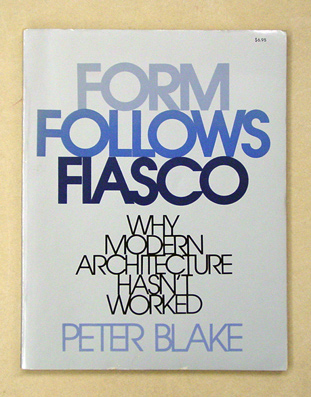 $6.95
FORM
FOLLOWS
FIASCO
WHY
MODERN
ARCHITECTURE
HASN'T
WORKED
PETER BLAKE